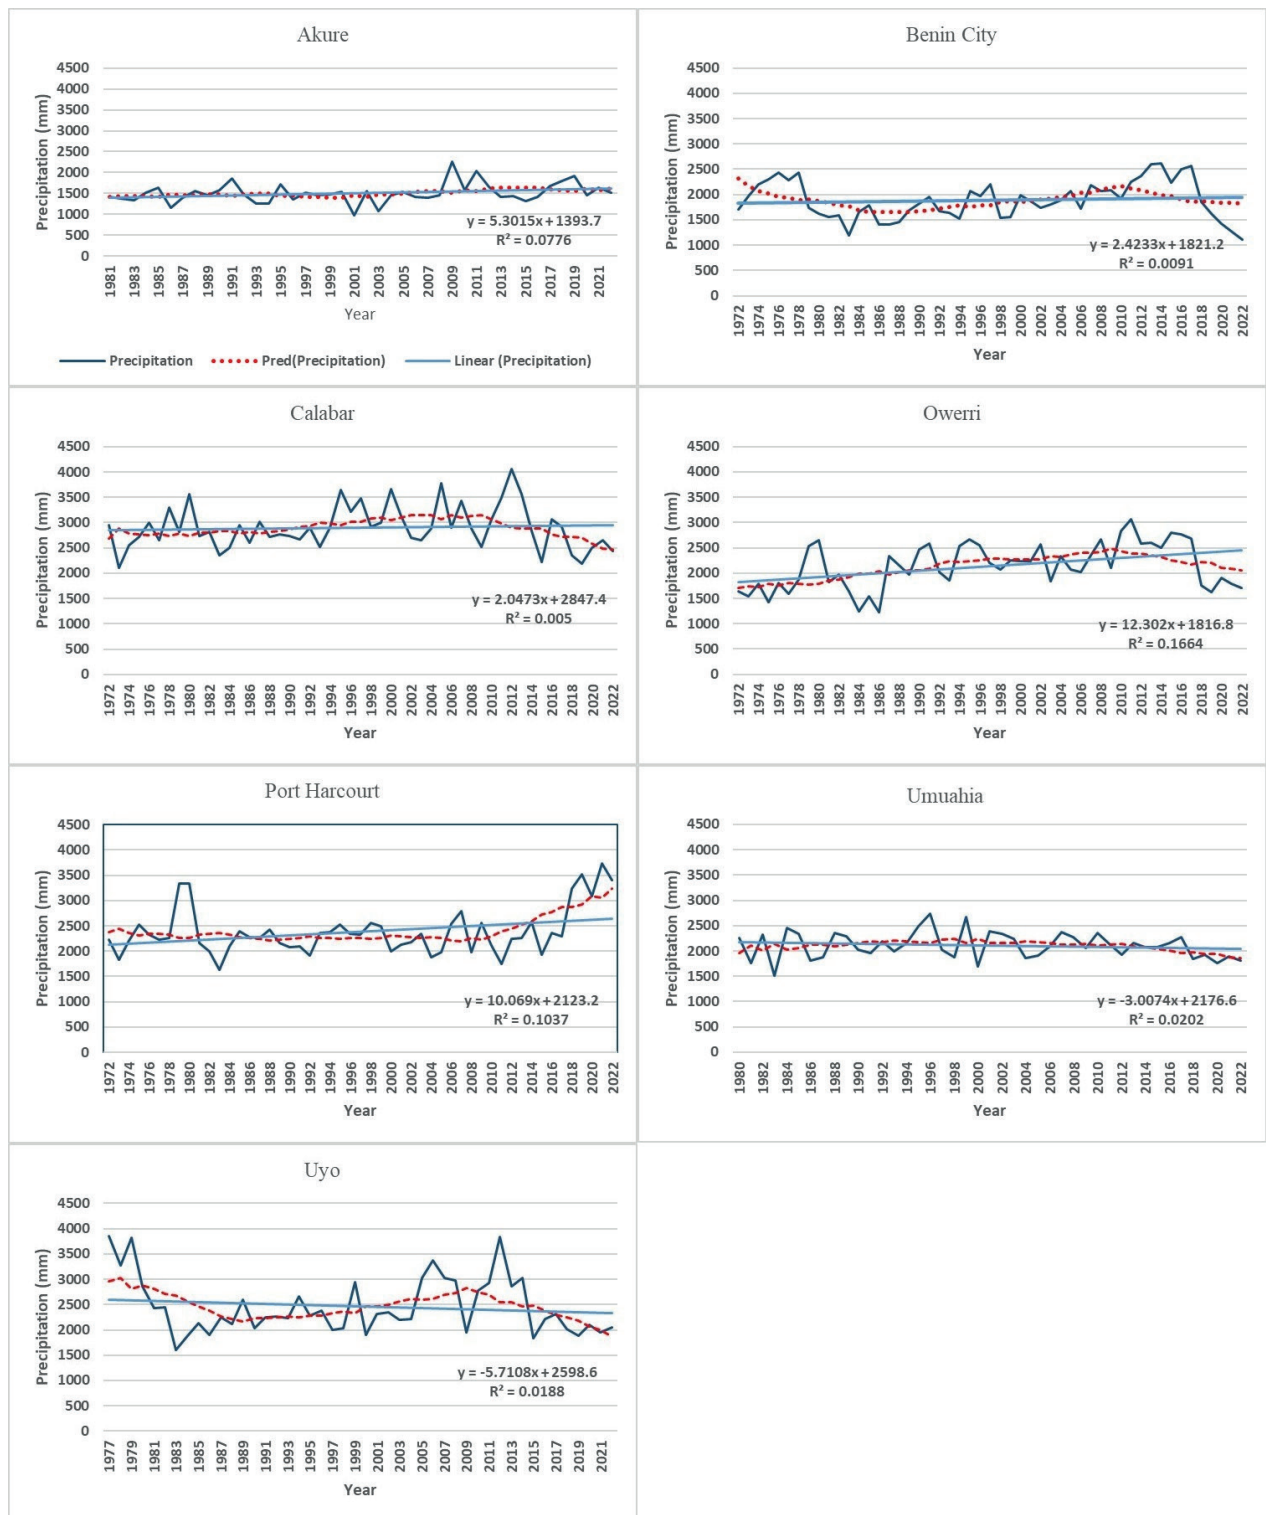 Akure
Precipitation (mm)
4500
4000
3500
3000
2500
2000
1500
1000
500
0
y = 5.3015x + 1393.7
R² = 0.0776
1981 1983 1985 1987 1989 1991 1993 1995 1997 1999 2001 2003 2005 2007 2009 2011 2013 2015 2017 2019 2021
Year
Precipitation Pred(Precipitation) Linear (Precipitation)
Benin City
Precipitation (mm)
4500
4000
3500
3000
2500
2000
1500
1000
500
0
y = 2.4233x + 1821.2
R² = 0.0091
1972 1974 1976 1978 1980 1982 1984 1986 1988 1990 1992 1994 1996 1998 2000 2002 2004 2006 2008 2010 2012 2014 2016 2018 2020 2022
Year
Calabar
Precipitation (mm)
4500
4000
3500
3000
2500
2000
1500
1000
500
0
y = 2.0473x + 2847.4
R² = 0.005
1972 1974 1976 1978 1980 1982 1984 1986 1988 1990 1992 1994 1996 1998 2000 2002 2004 2006 2008 2010 2012 2014 2016 2018 2020 2022
Year
Owerri
Precipitation (mm)
4500
4000
3500
3000
2500
2000
1500
1000
500
0
y = 12.302x + 1816.8
R² = 0.1664
1972 1974 1976 1978 1980 1982 1984 1986 1988 1990 1992 1994 1996 1998 2000 2002 2004 2006 2008 2010 2012 2014 2016 2018 2020 2022
Year
Port Harcourt
Precipitation (mm)
4500
4000
3500
3000
2500
2000
1500
1000
500
0
y = 10.069x + 2123.2
R² = 0.1037
1972 1974 1976 1978 1980 1982 1984 1986 1988 1990 1992 1994 1996 1998 2000 2002 2004 2006 2008 2010 2012 2014 2016 2018 2020 2022
Year
Umuahia
Precipitation (mm)
4500
4000
3500
3000
2500
2000
1500
1000
500
0
y = -3.0074x + 2176.6
R² = 0.0202
1980 1982 1984 1986 1988 1990 1992 1994 1996 1998 2000 2002 2004 2006 2008 2010 2012 2014 2016 2018 2020 2022
Year
Uyo
Precipitation (mm)
4500
4000
3500
3000
2500
2000
1500
1000
500
0
y = -5.7108x + 2598.6
R² = 0.0188
1977 1979 1981 1983 1985 1987 1989 1991 1993 1995 1997 1999 2001 2003 2005 2007 2009 2011 2013 2015 2017 2019 2021
Year